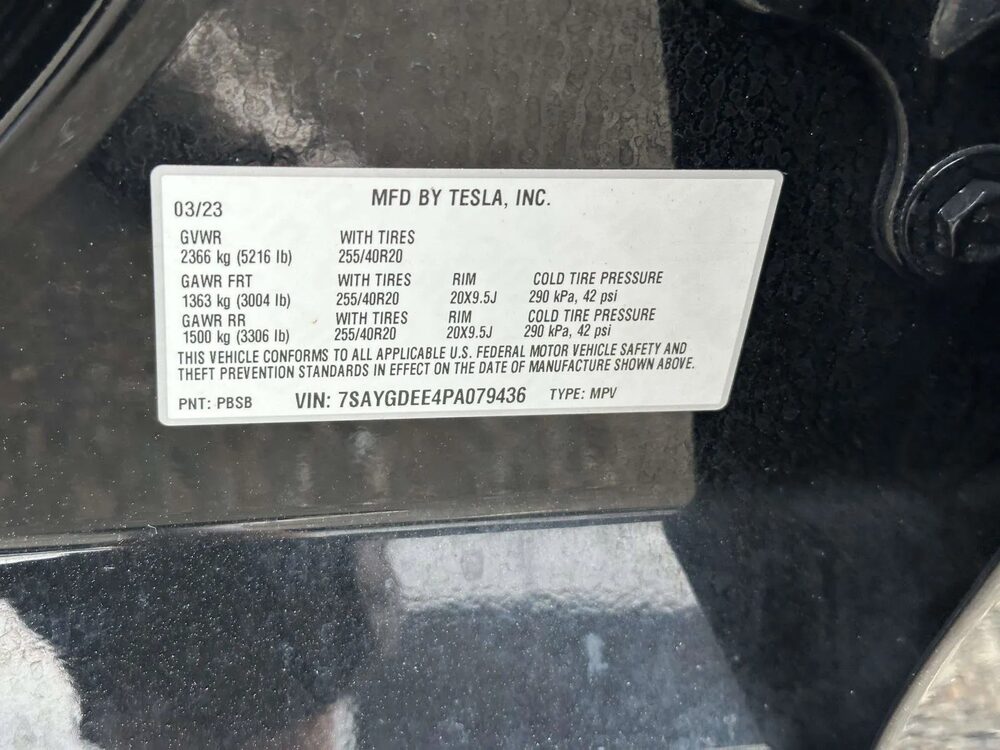 MFD BY TESLA, INC.
03/23
GVWR WITH TIRES
2366 kg (5216 lb) 255/40R20
GAWR FRT WITH TIRES RIM COLD TIRE PRESSURE
1363 kg (3004 lb) 255/40R20 20X9.5J 290 kPa, 42 psi
GAWR RR WITH TIRES RIM COLD TIRE PRESSURE
1500 kg (3306 lb) 255/40R20 20X9.5J 290 kPa, 42 psi
THIS VEHICLE CONFORMS TO ALL APPLICABLE U.S. FEDERAL MOTOR VEHICLE SAFETY AND
THEFT PREVENTION STANDARDS IN EFFECT ON THE DATE OF MANUFACTURE SHOWN ABOVE.
PNT: PBSB VIN: 7SAYGDEE4PA079436 TYPE: MPV